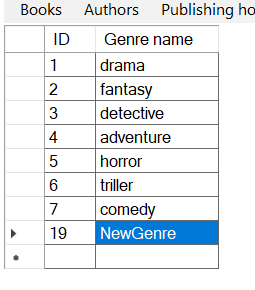 Books Authors Publishing ho
ID Genre name
1 drama
2 fantasy
3 detective
4 adventure
5 horror
6 triller
7 comedy
19 NewGenre